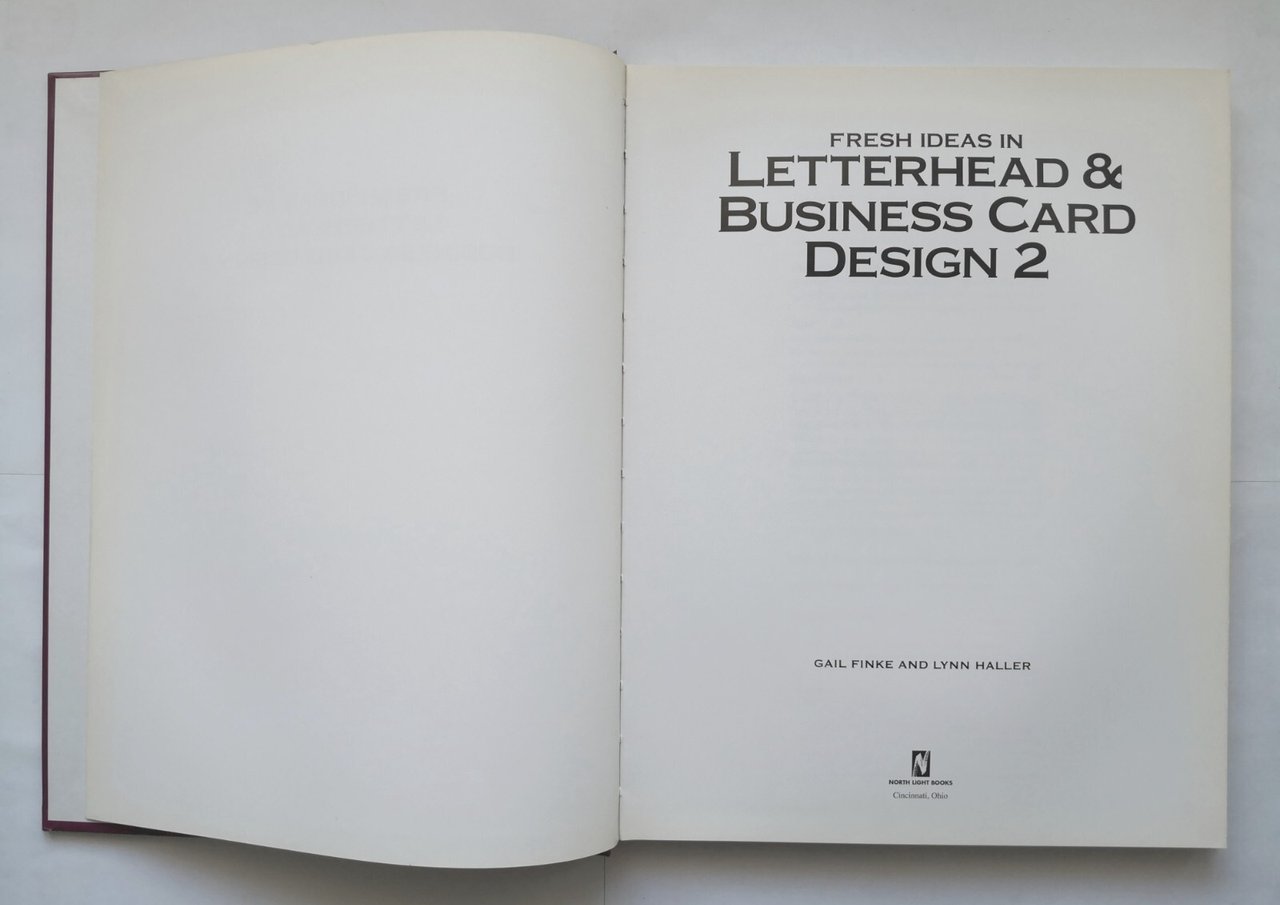 FRESH IDEAS IN
LETTERHEAD &
BUSINESS CARD
DESIGN 2
GAIL FINKE AND LYNN HALLER
NORTH LIGHT BOOKS
Cincinnati, Ohio